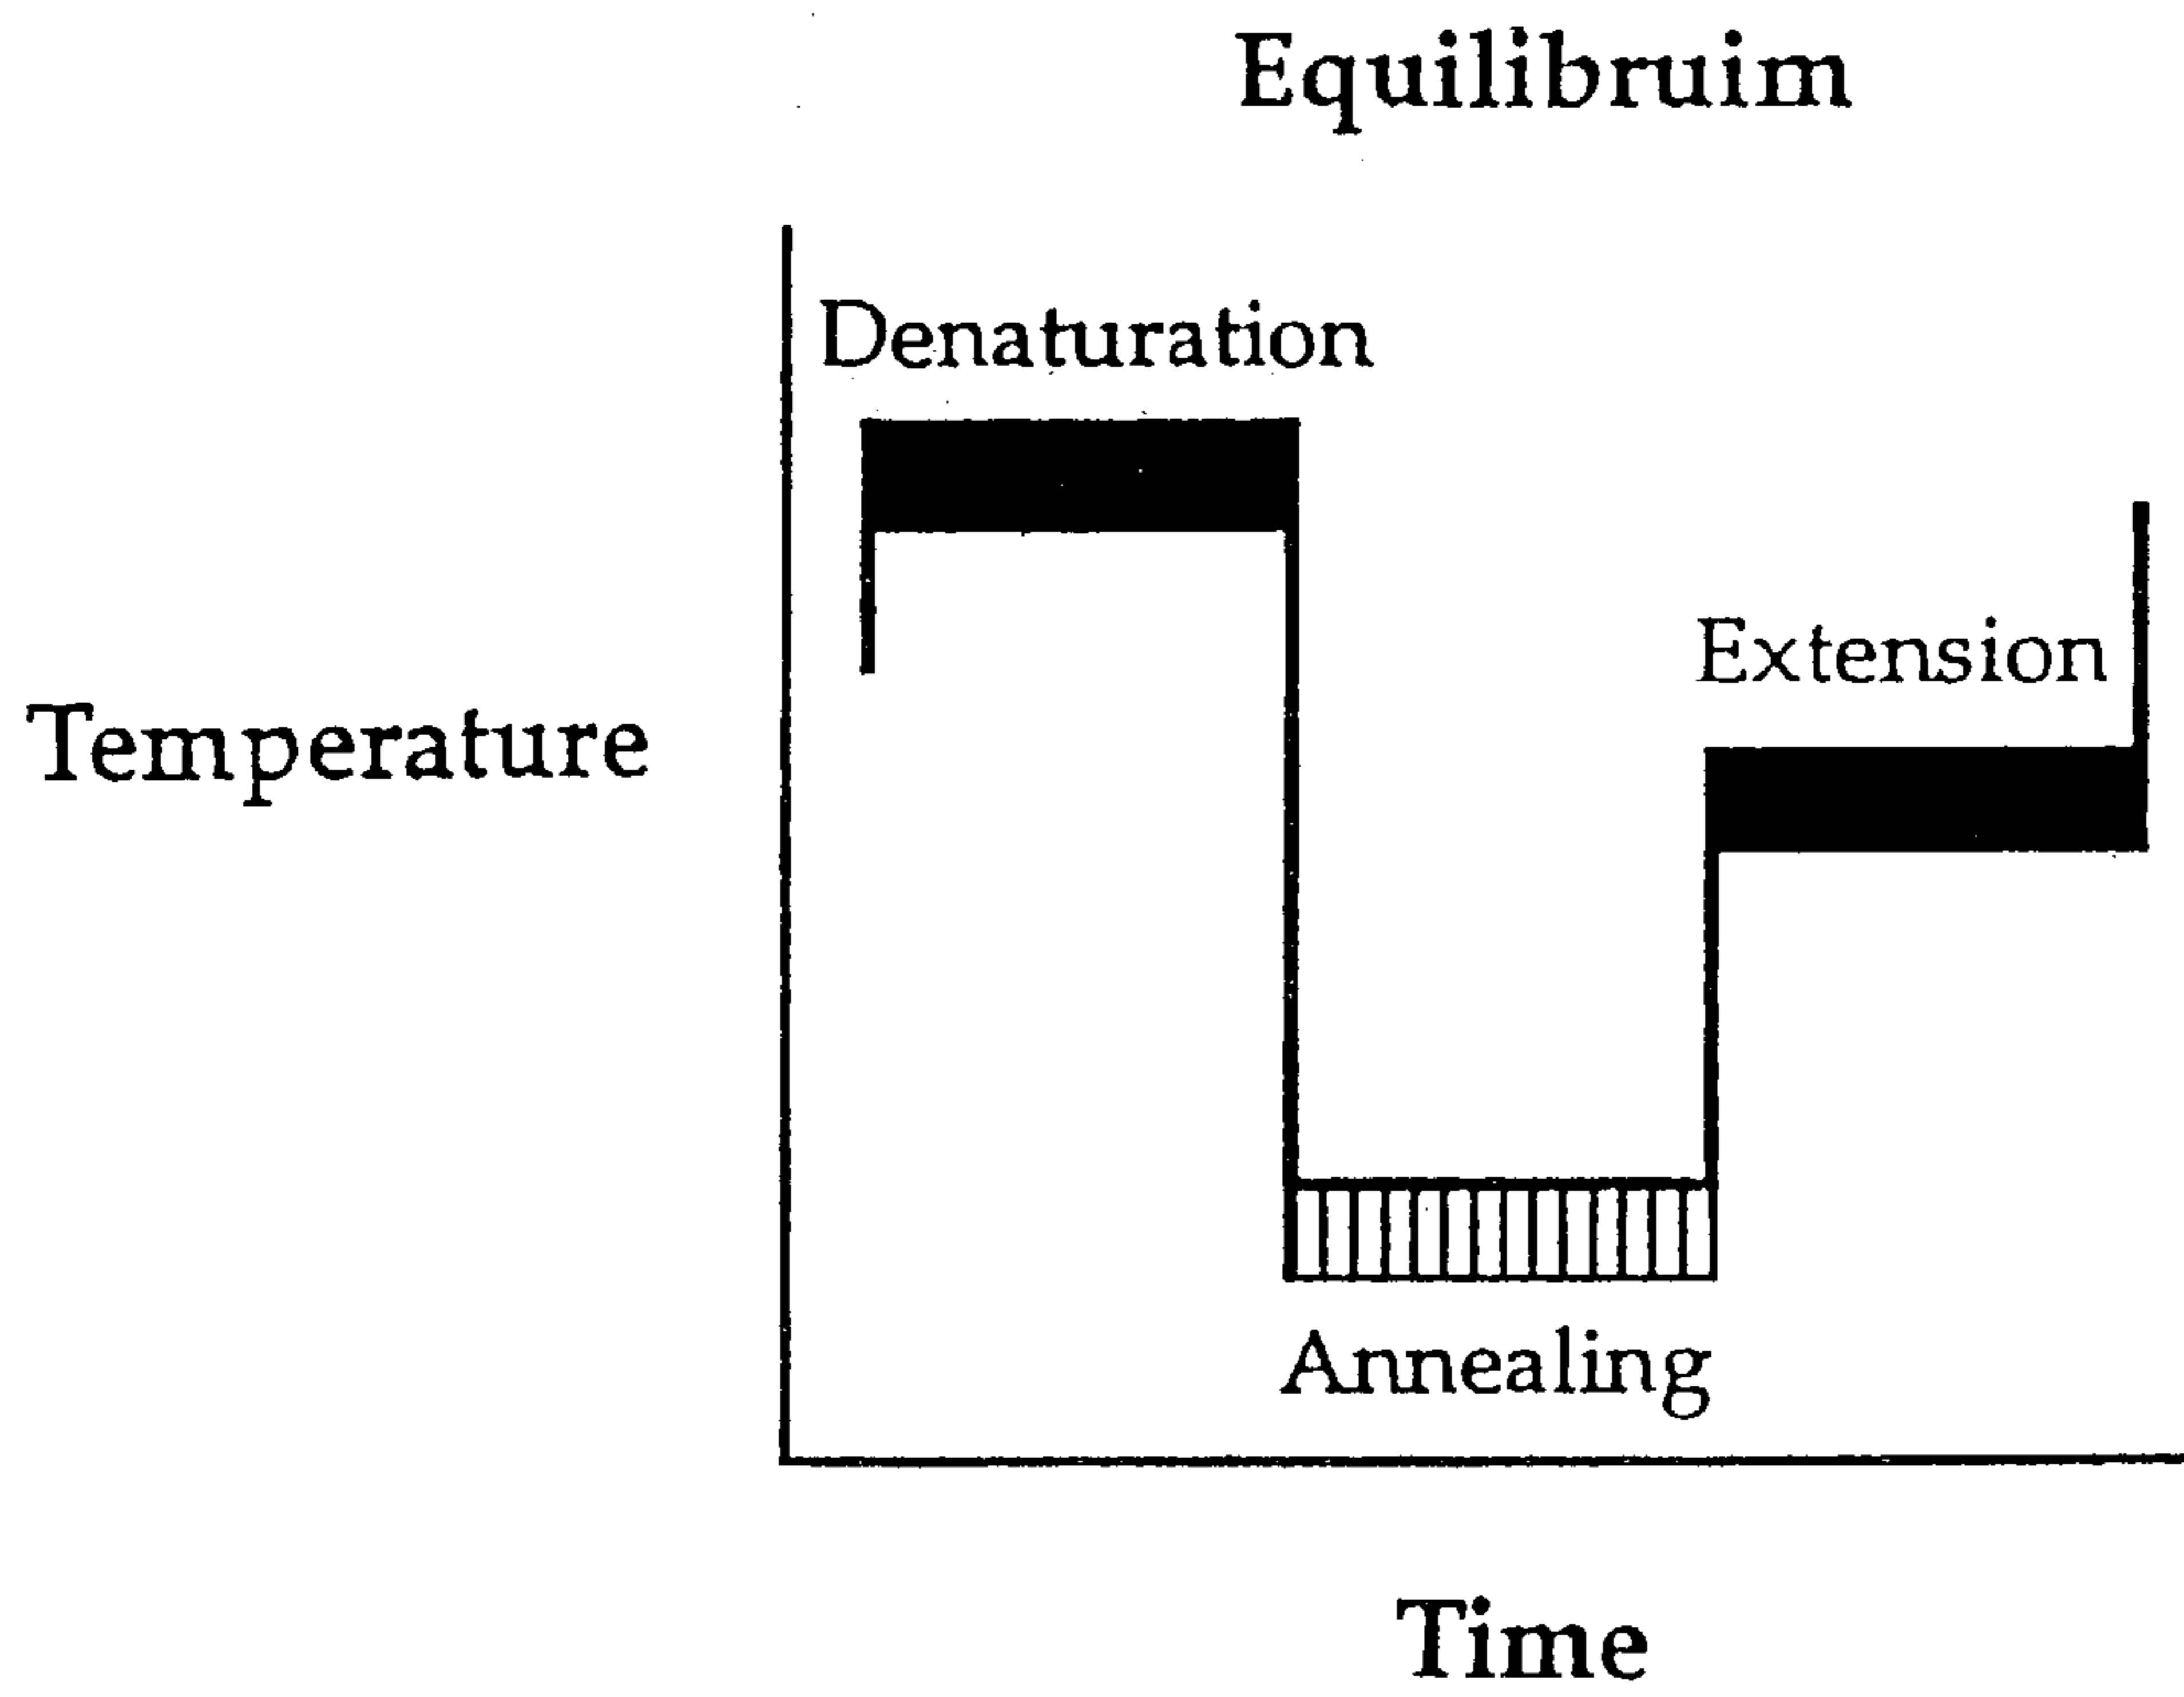 Equilibruim
Denaturation
Extension
Temperature
Annealing
Time